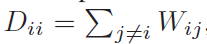 D_{ii} = \sum_{j \neq i} W_{ij}.